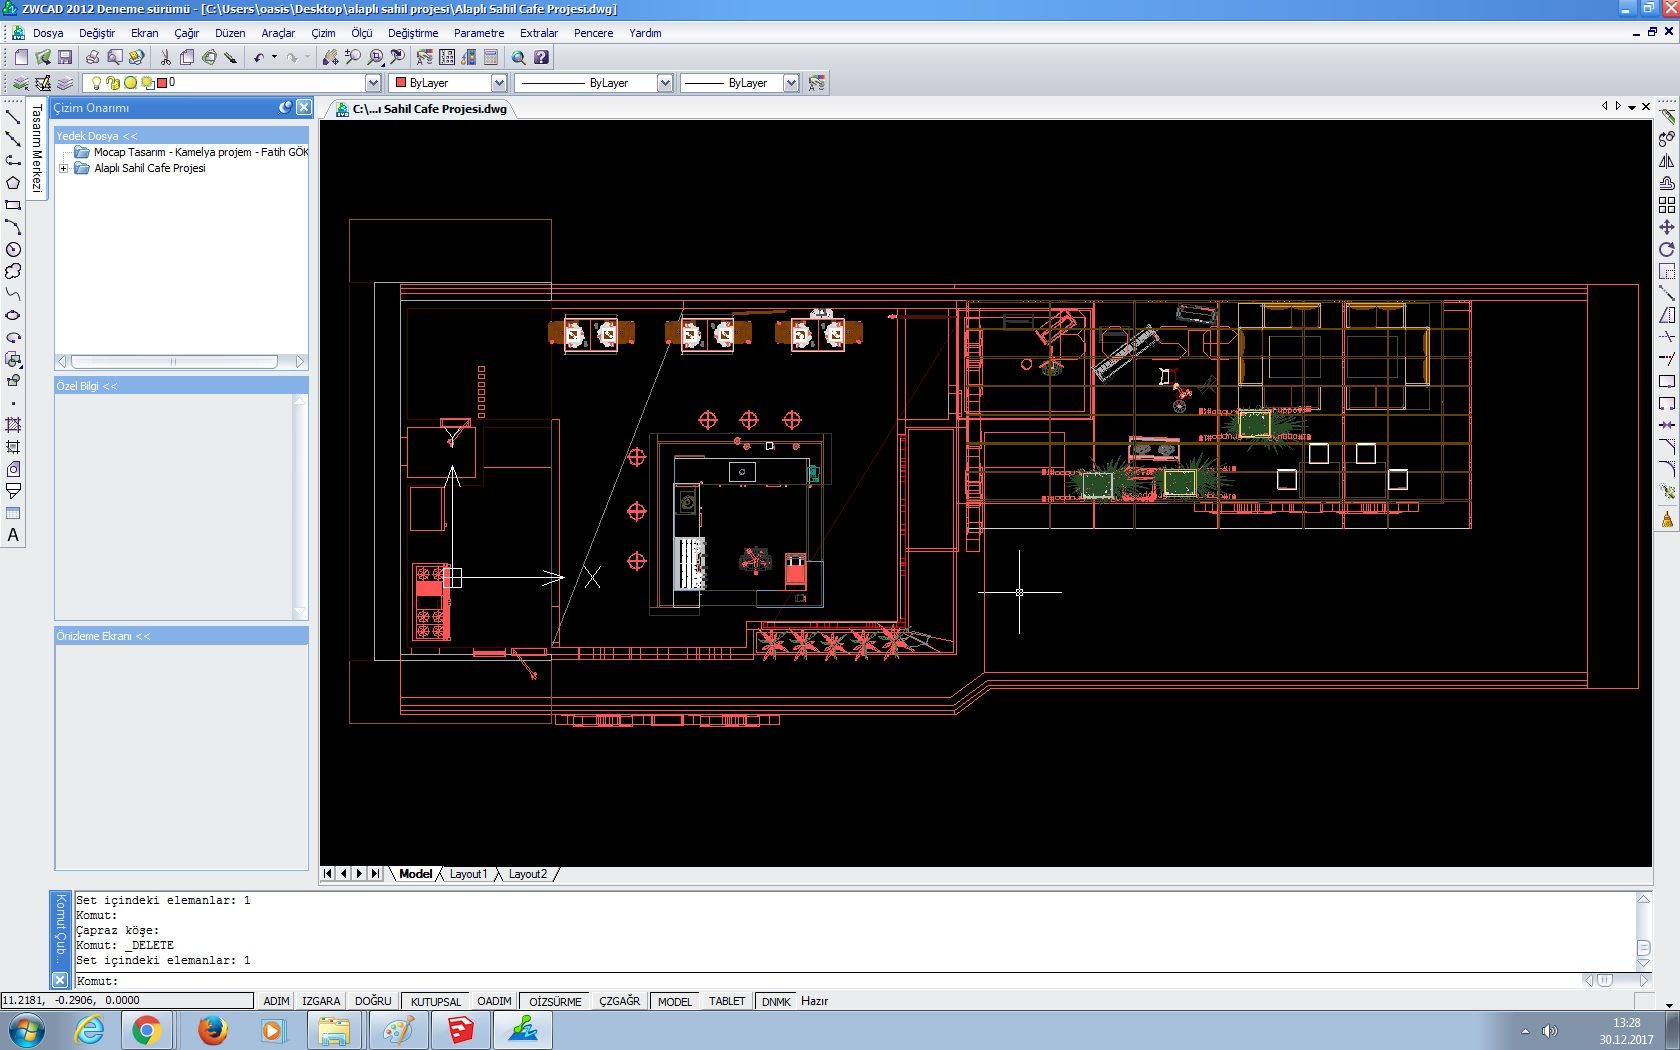 ZWCAD 2012 Deneme sürümü - [C:\Users\oasis\Desktop\alaplı sahil projesi\Alaplı Sahil Cafe Projesi.dwg]
Dosya Değiştir Ekran Çağır Düzen Araçlar Çizim Ölçü Değiştirme Parametre Extralar Pencere Yardım
0 ByLayer ByLayer ByLayer
Tasarım Merkezi
Çizim Onarımı
Yedek Dosya <<
Mocap Tasarım - Kamelya projem - Fatih GÖK
Alaplı Sahil Cafe Projesi
Özel Bilgi <<
Önizleme Ekranı <<
C:\...ı Sahil Cafe Projesi.dwg
X
Y
Model Layout1 Layout2
Komut Çub...
Set içindeki elemanlar: 1
Komut:
Çapraz köşe:
Komut: _DELETE
Set içindeki elemanlar: 1
Komut:
11.2181, -0.2906, 0.0000 ADIM IZGARA DOĞRU KUTUPSAL OADIM OİZSÜRME ÇZGAĞR MODEL TABLET DNMK Hazır
13:28
30.12.2017